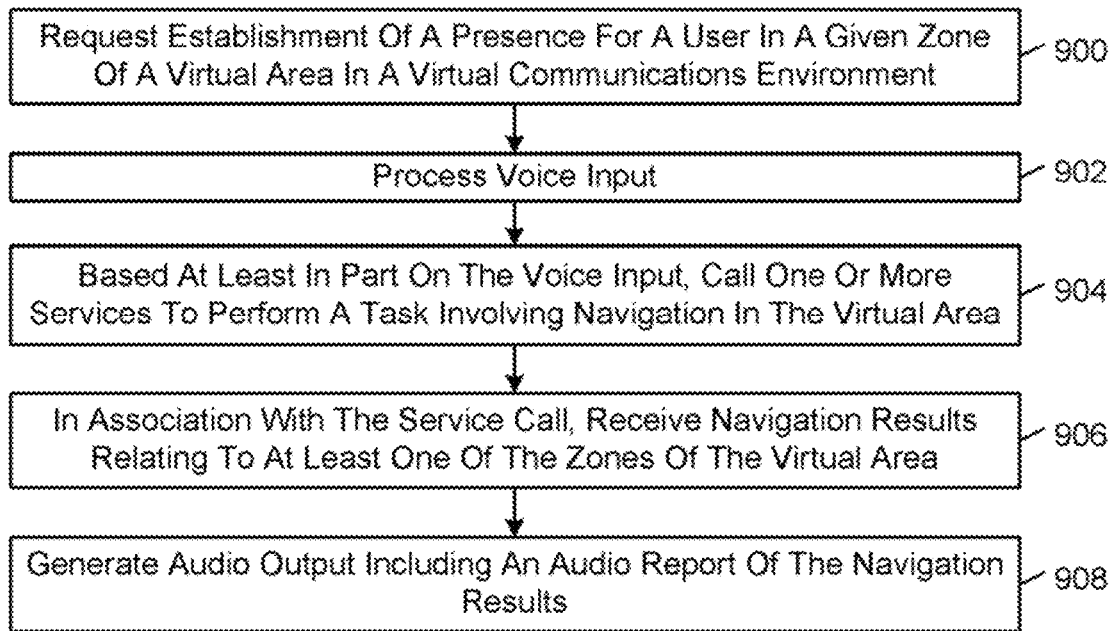 Request Establishment Of A Presence For A User In A Given Zone
Of A Virtual Area In A Virtual Communications Environment
900
Process Voice Input
902
Based At Least In Part On The Voice Input, Call One Or More
Services To Perform A Task Involving Navigation In The Virtual Area
904
In Association With The Service Call, Receive Navigation Results
Relating To At Least One Of The Zones Of The Virtual Area
906
Generate Audio Output Including An Audio Report Of The Navigation
Results
908